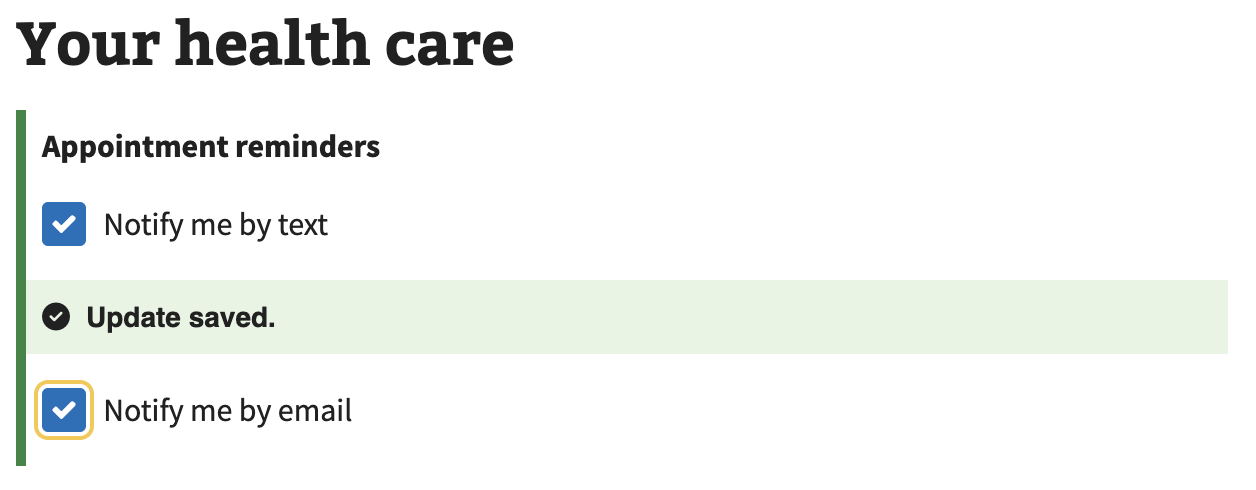 Your health care
Appointment reminders
Notify me by text
Update saved.
Notify me by email